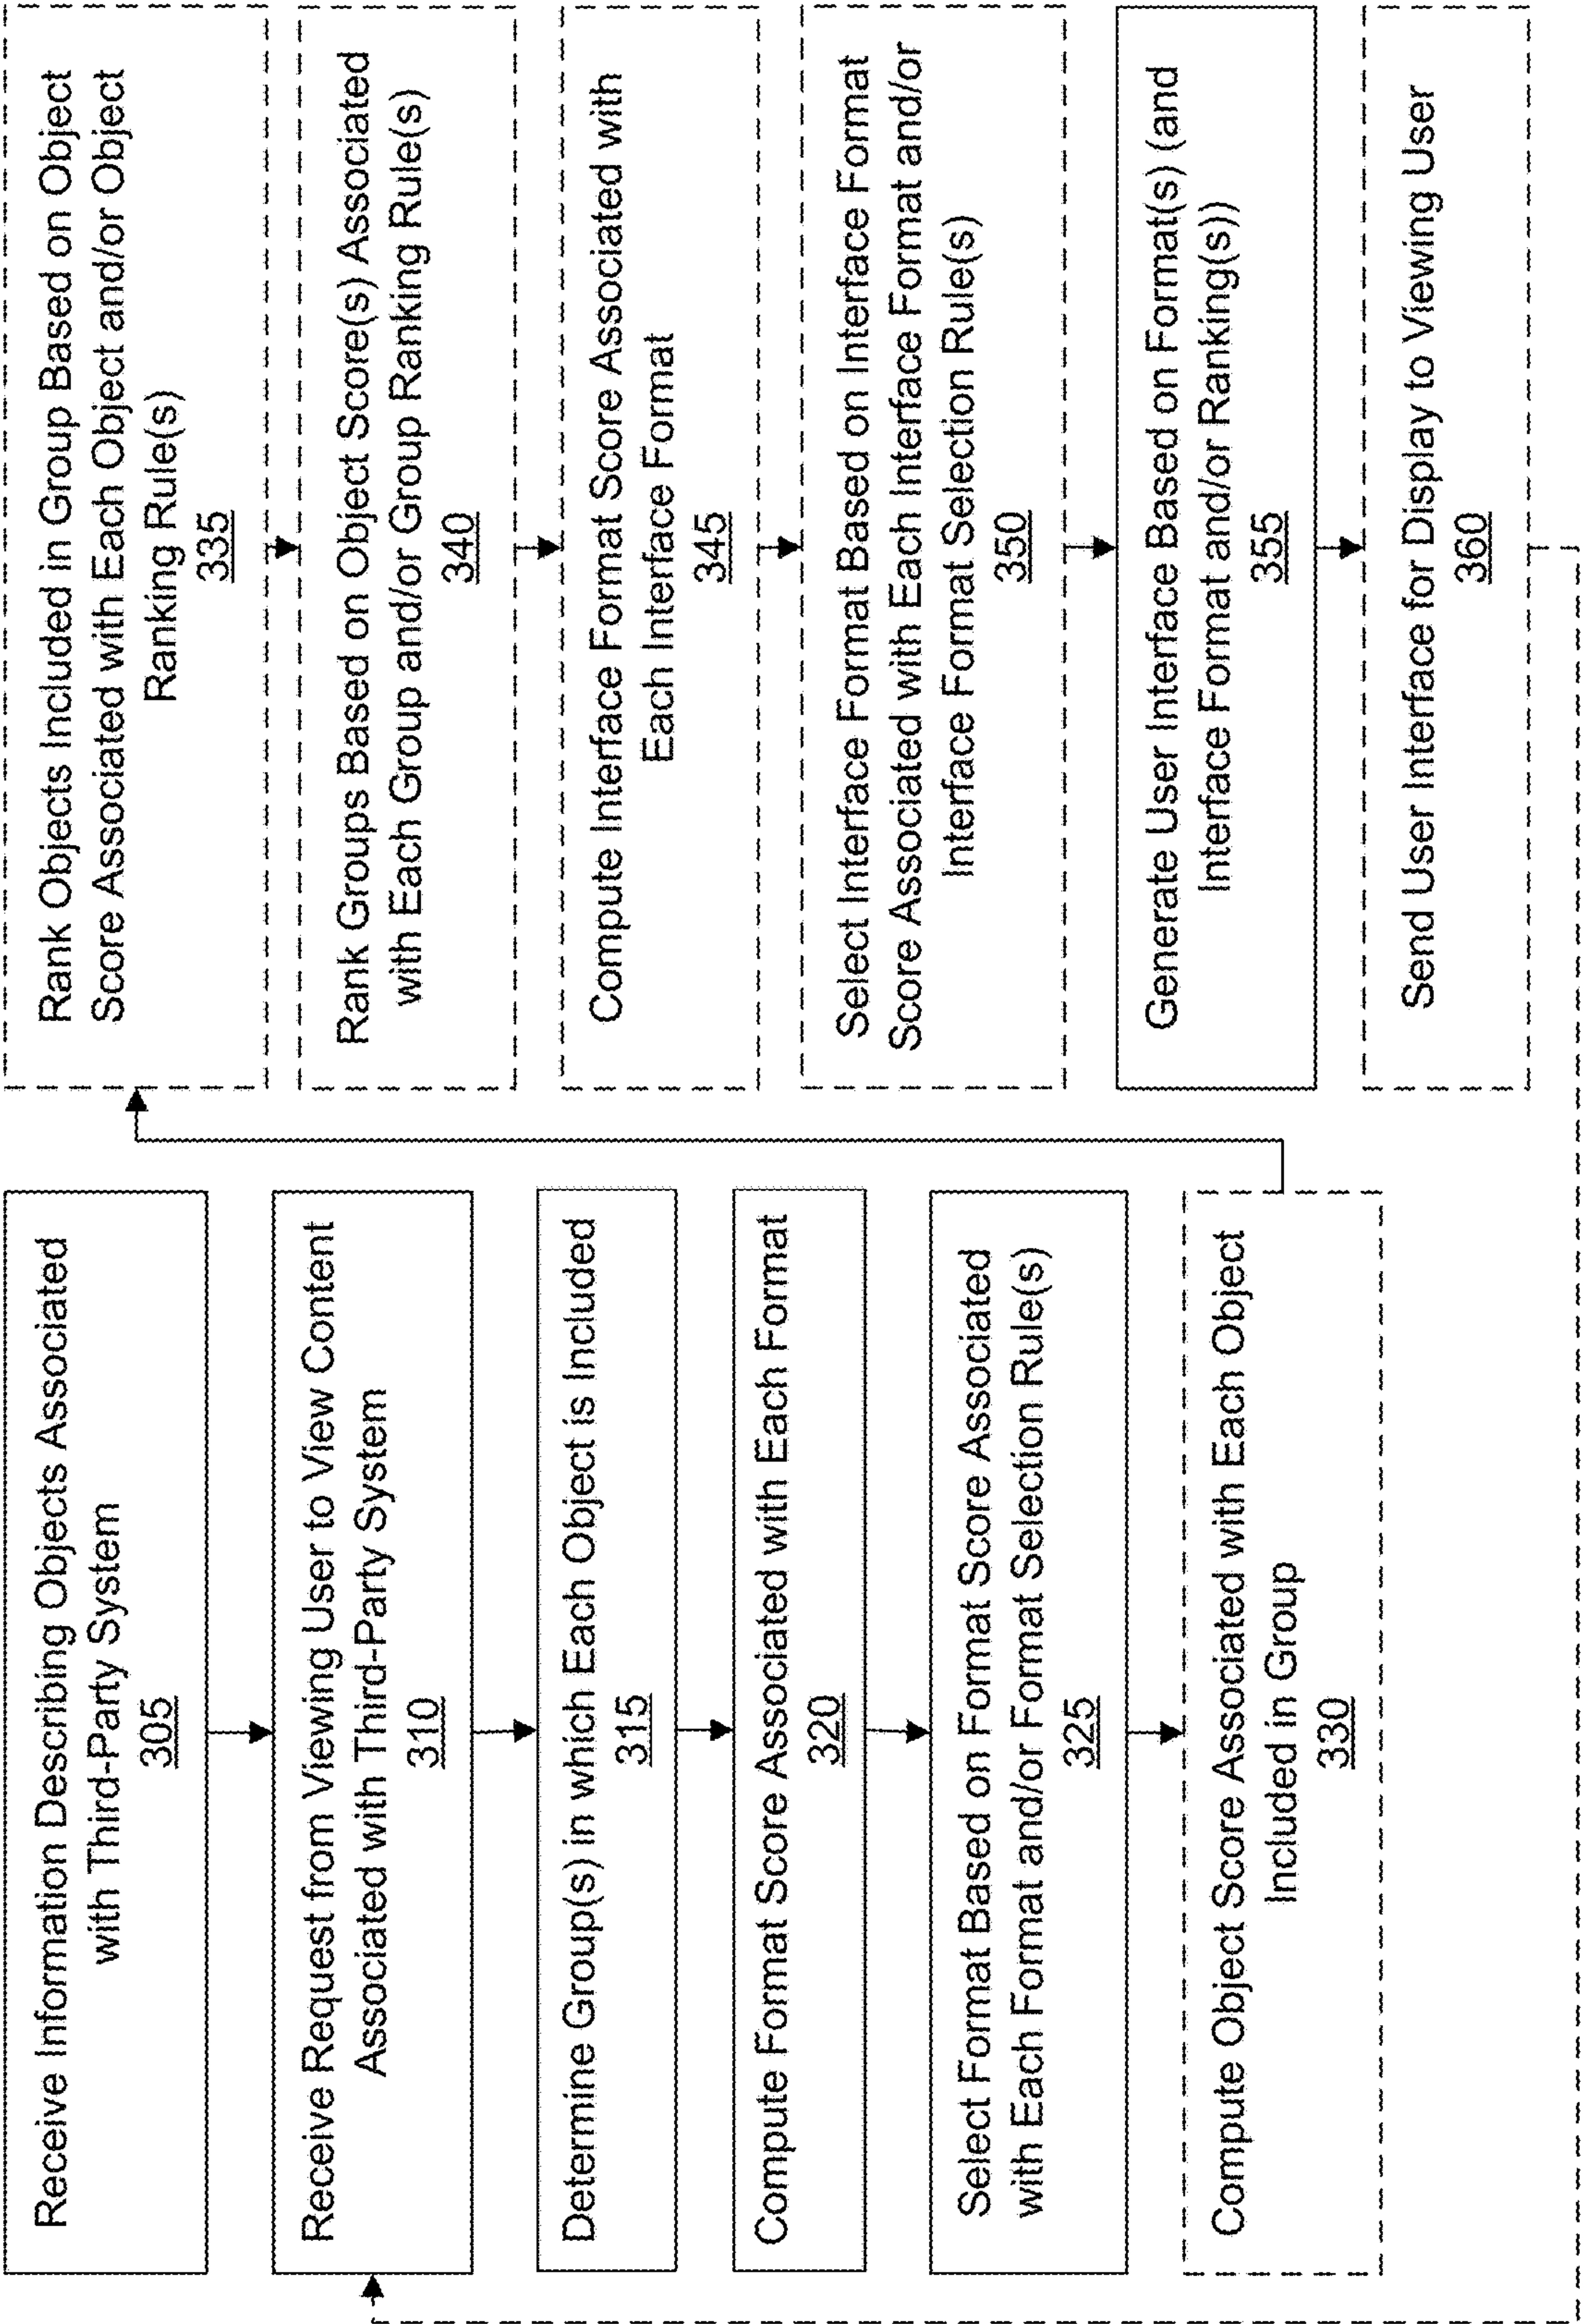 Receive Information Describing Objects Associated
with Third-Party System
305
Receive Request from Viewing User to View Content
Associated with Third-Party System
310
Determine Group(s) in which Each Object is Included
315
Compute Format Score Associated with Each Format
320
Select Format Based on Format Score Associated
with Each Format and/or Format Selection Rule(s)
325
Compute Object Score Associated with Each Object
Included in Group
330
Rank Objects Included in Group Based on Object
Score Associated with Each Object and/or Object
Ranking Rule(s)
335
Rank Groups Based on Object Score(s) Associated
with Each Group and/or Group Ranking Rule(s)
340
Compute Interface Format Score Associated with
Each Interface Format
345
Select Interface Format Based on Interface Format
Score Associated with Each Interface Format and/or
Interface Format Selection Rule(s)
350
Generate User Interface Based on Format(s) (and
Interface Format and/or Ranking(s))
355
Send User Interface for Display to Viewing User
360